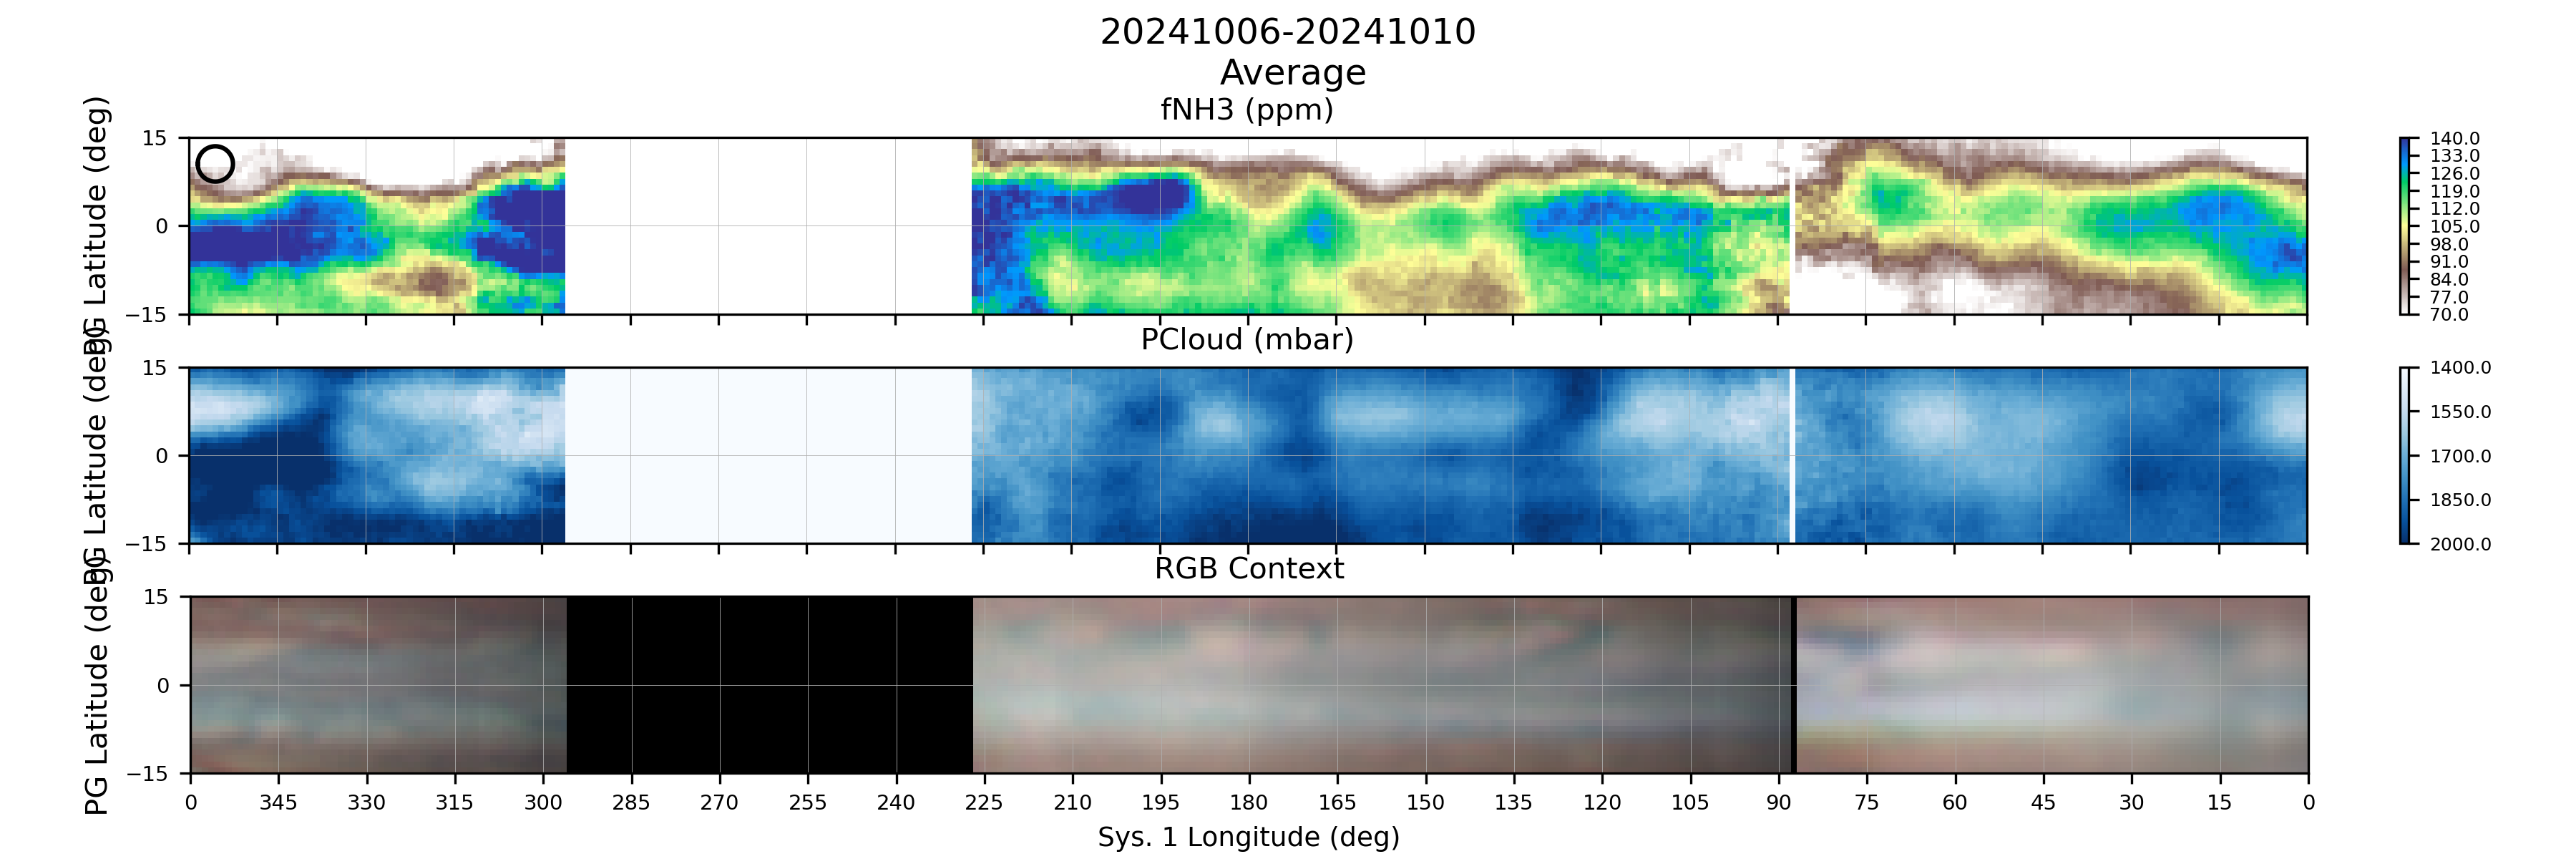 20241006-20241010
Average
fNH3 (ppm)
PG Latitude (deg)
15
0
−15
140.0
133.0
126.0
119.0
112.0
105.0
98.0
91.0
84.0
77.0
70.0
PCloud (mbar)
PG Latitude (deg)
15
0
−15
1400.0
1550.0
1700.0
1850.0
2000.0
RGB Context
PG Latitude (deg)
15
0
−15
0 345 330 315 300 285 270 255 240 225 210 195 180 165 150 135 120 105 90 75 60 45 30 15 0
Sys. 1 Longitude (deg)